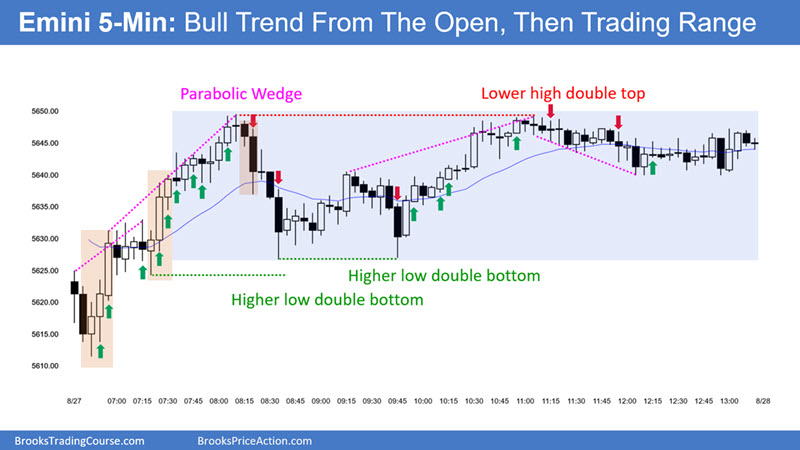 Emini 5-Min: Bull Trend From The Open, Then Trading Range
Parabolic Wedge
Lower high double top
5650.00
5645.00
5640.00
5635.00
5630.00
5625.00
5620.00
5615.00
5610.00
Higher low double bottom
Higher low double bottom
8/27 07:00 07:15 07:30 07:45 08:00 08:15 08:30 08:45 09:00 09:15 09:30 09:45 10:00 10:15 10:30 10:45 11:00 11:15 11:30 11:45 12:00 12:15 12:30 12:45 13:00 8/28
BrooksTradingCourse.com BrooksPriceAction.com